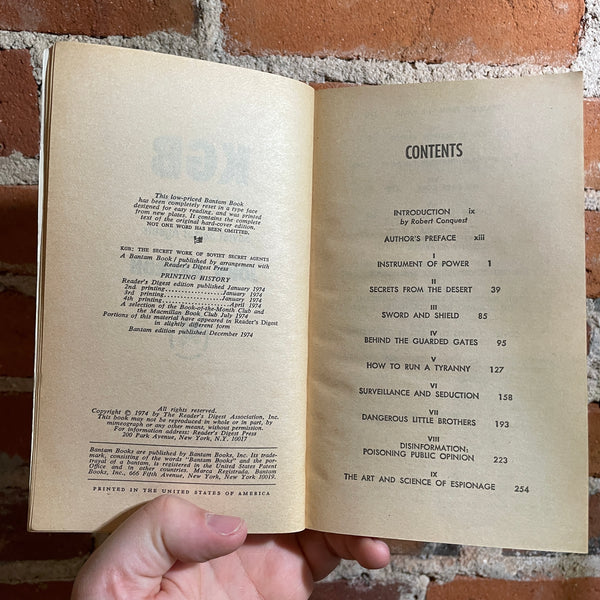 This low-priced Bantam Book
has been completely reset in a type face
designed for easy reading, and was printed
from new plates. It contains the complete
text of the original hard-cover edition.
NOT ONE WORD HAS BEEN OMITTED.
KGB: THE SECRET WORK OF SOVIET SECRET AGENTS
A Bantam Book / published by arrangement with
Reader's Digest Press
PRINTING HISTORY
Reader's Digest edition published January 1974
2nd printing ............... January 1974
3rd printing ............... January 1974
4th printing ............... April 1974
A selection of the Book-of-the-Month Club and
the Macmillan Book Club July 1974
Portions of this material have appeared in Reader's Digest
in slightly different form
Bantam edition published December 1974
All rights reserved.
Copyright © 1974 by The Reader's Digest Association, Inc.
This book may not be reproduced in whole or in part, by
mimeograph or any other means, without permission.
For information address: Reader's Digest Press
200 Park Avenue, New York, N.Y. 10017
Bantam Books are published by Bantam Books, Inc. Its trade-
mark, consisting of the words "Bantam Books" and the por-
trayal of a bantam, is registered in the United States Patent
Office and in other countries. Marca Registrada. Bantam
Books, Inc., 666 Fifth Avenue, New York, New York 10019.
PRINTED IN THE UNITED STATES OF AMERICA
CONTENTS
INTRODUCTION ix
by Robert Conquest
AUTHOR'S PREFACE xiii
I
INSTRUMENT OF POWER 1
II
SECRETS FROM THE DESERT 39
III
SWORD AND SHIELD 85
IV
BEHIND THE GUARDED GATES 95
V
HOW TO RUN A TYRANNY 127
VI
SURVEILLANCE AND SEDUCTION 158
VII
DANGEROUS LITTLE BROTHERS 193
VIII
DISINFORMATION:
POISONING PUBLIC OPINION 223
IX
THE ART AND SCIENCE OF ESPIONAGE 254